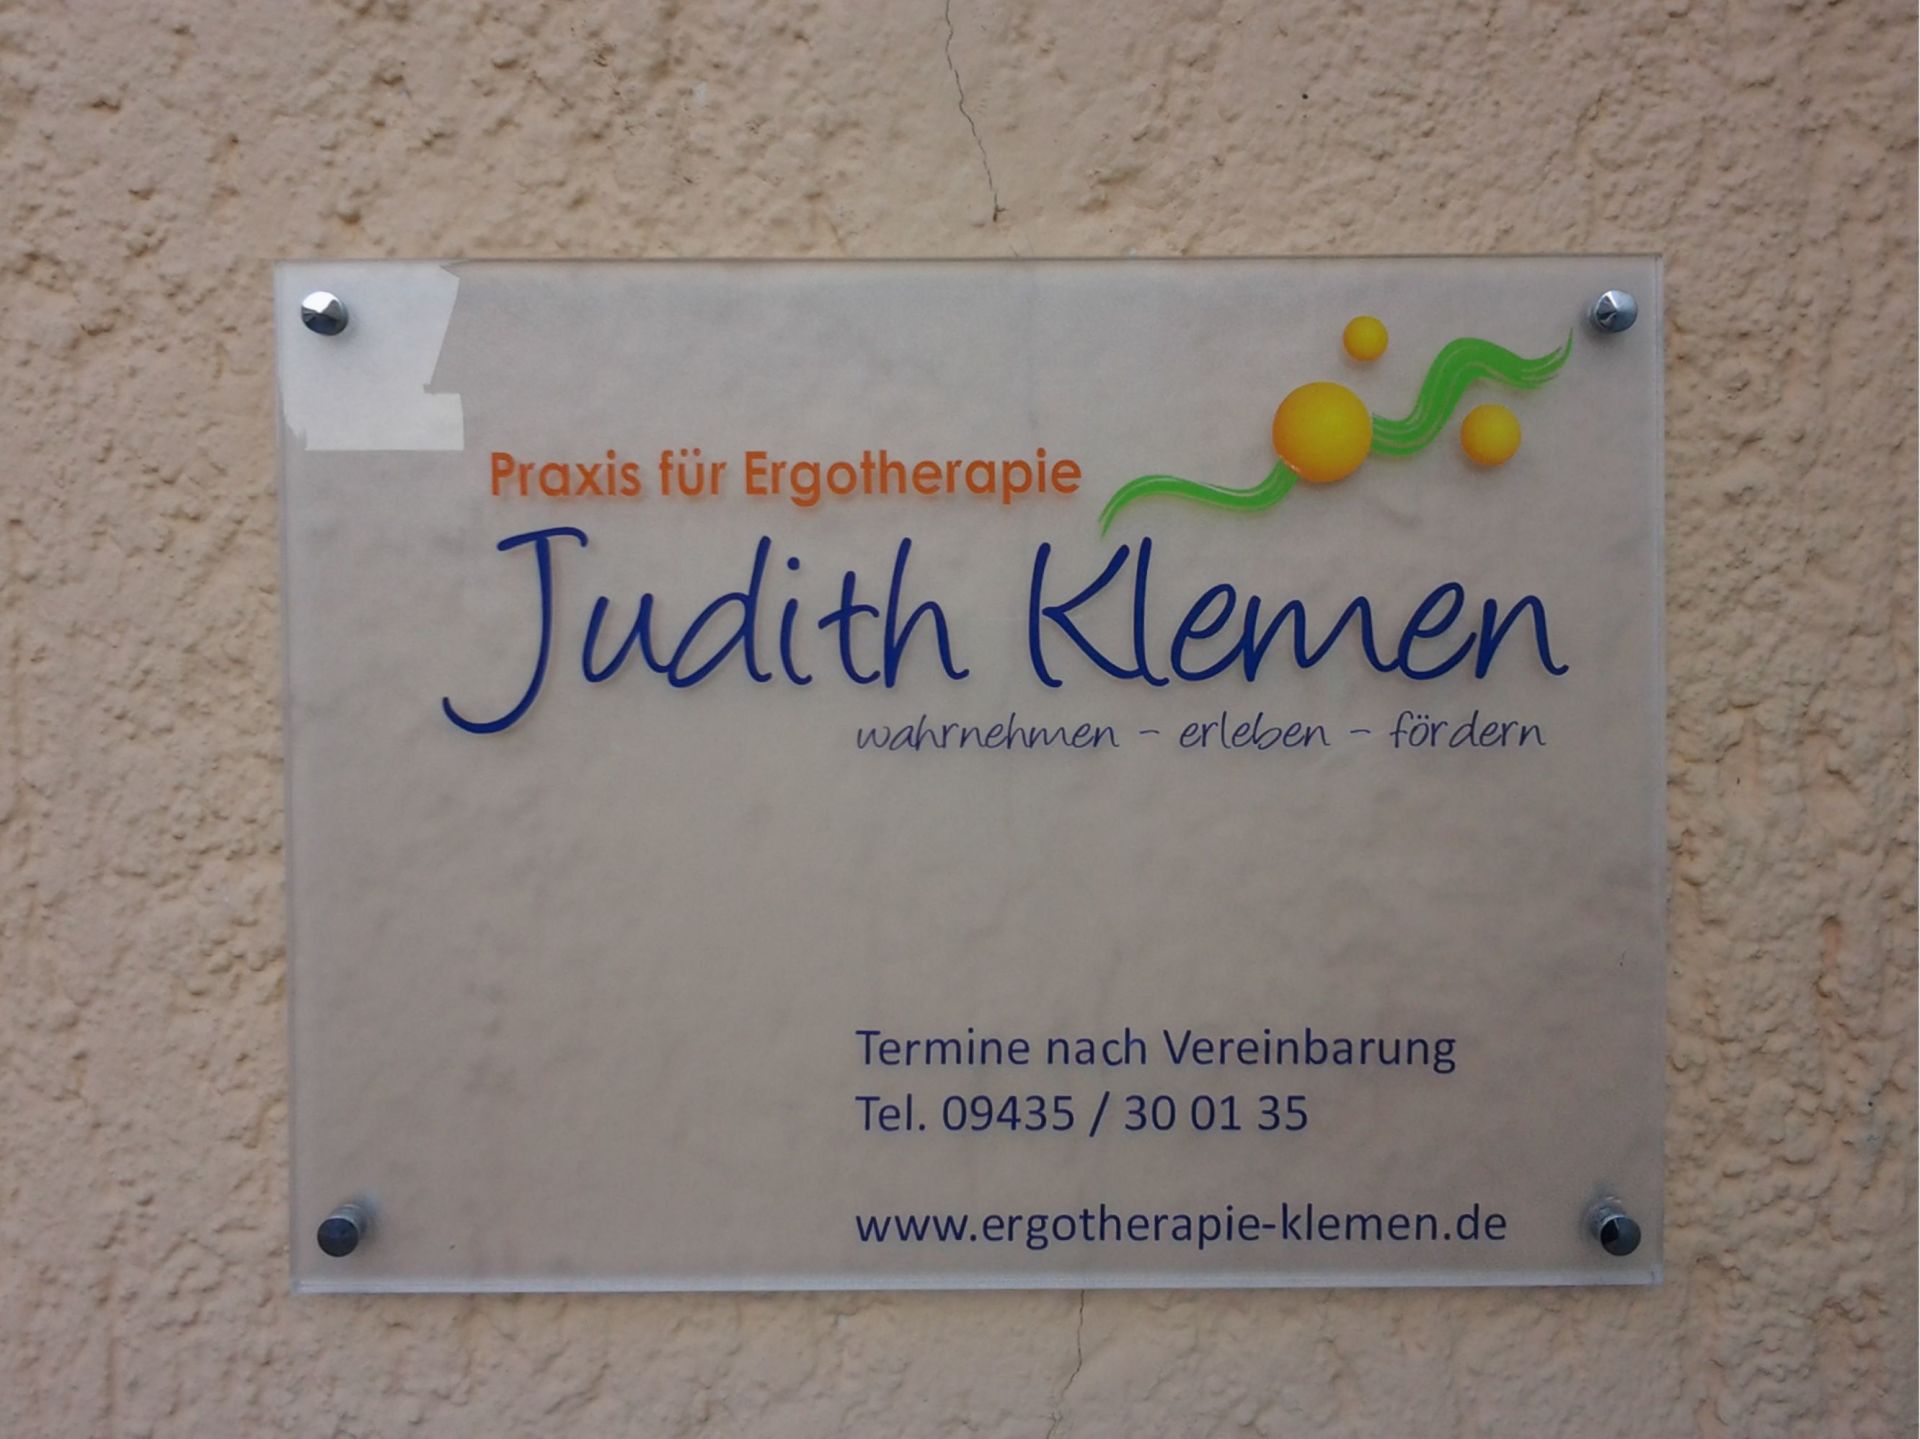 Praxis für Ergotherapie
Judith Klemen
wahrnehmen - erleben - fördern
Termine nach Vereinbarung
Tel. 09435 / 30 01 35
www.ergotherapie-klemen.de